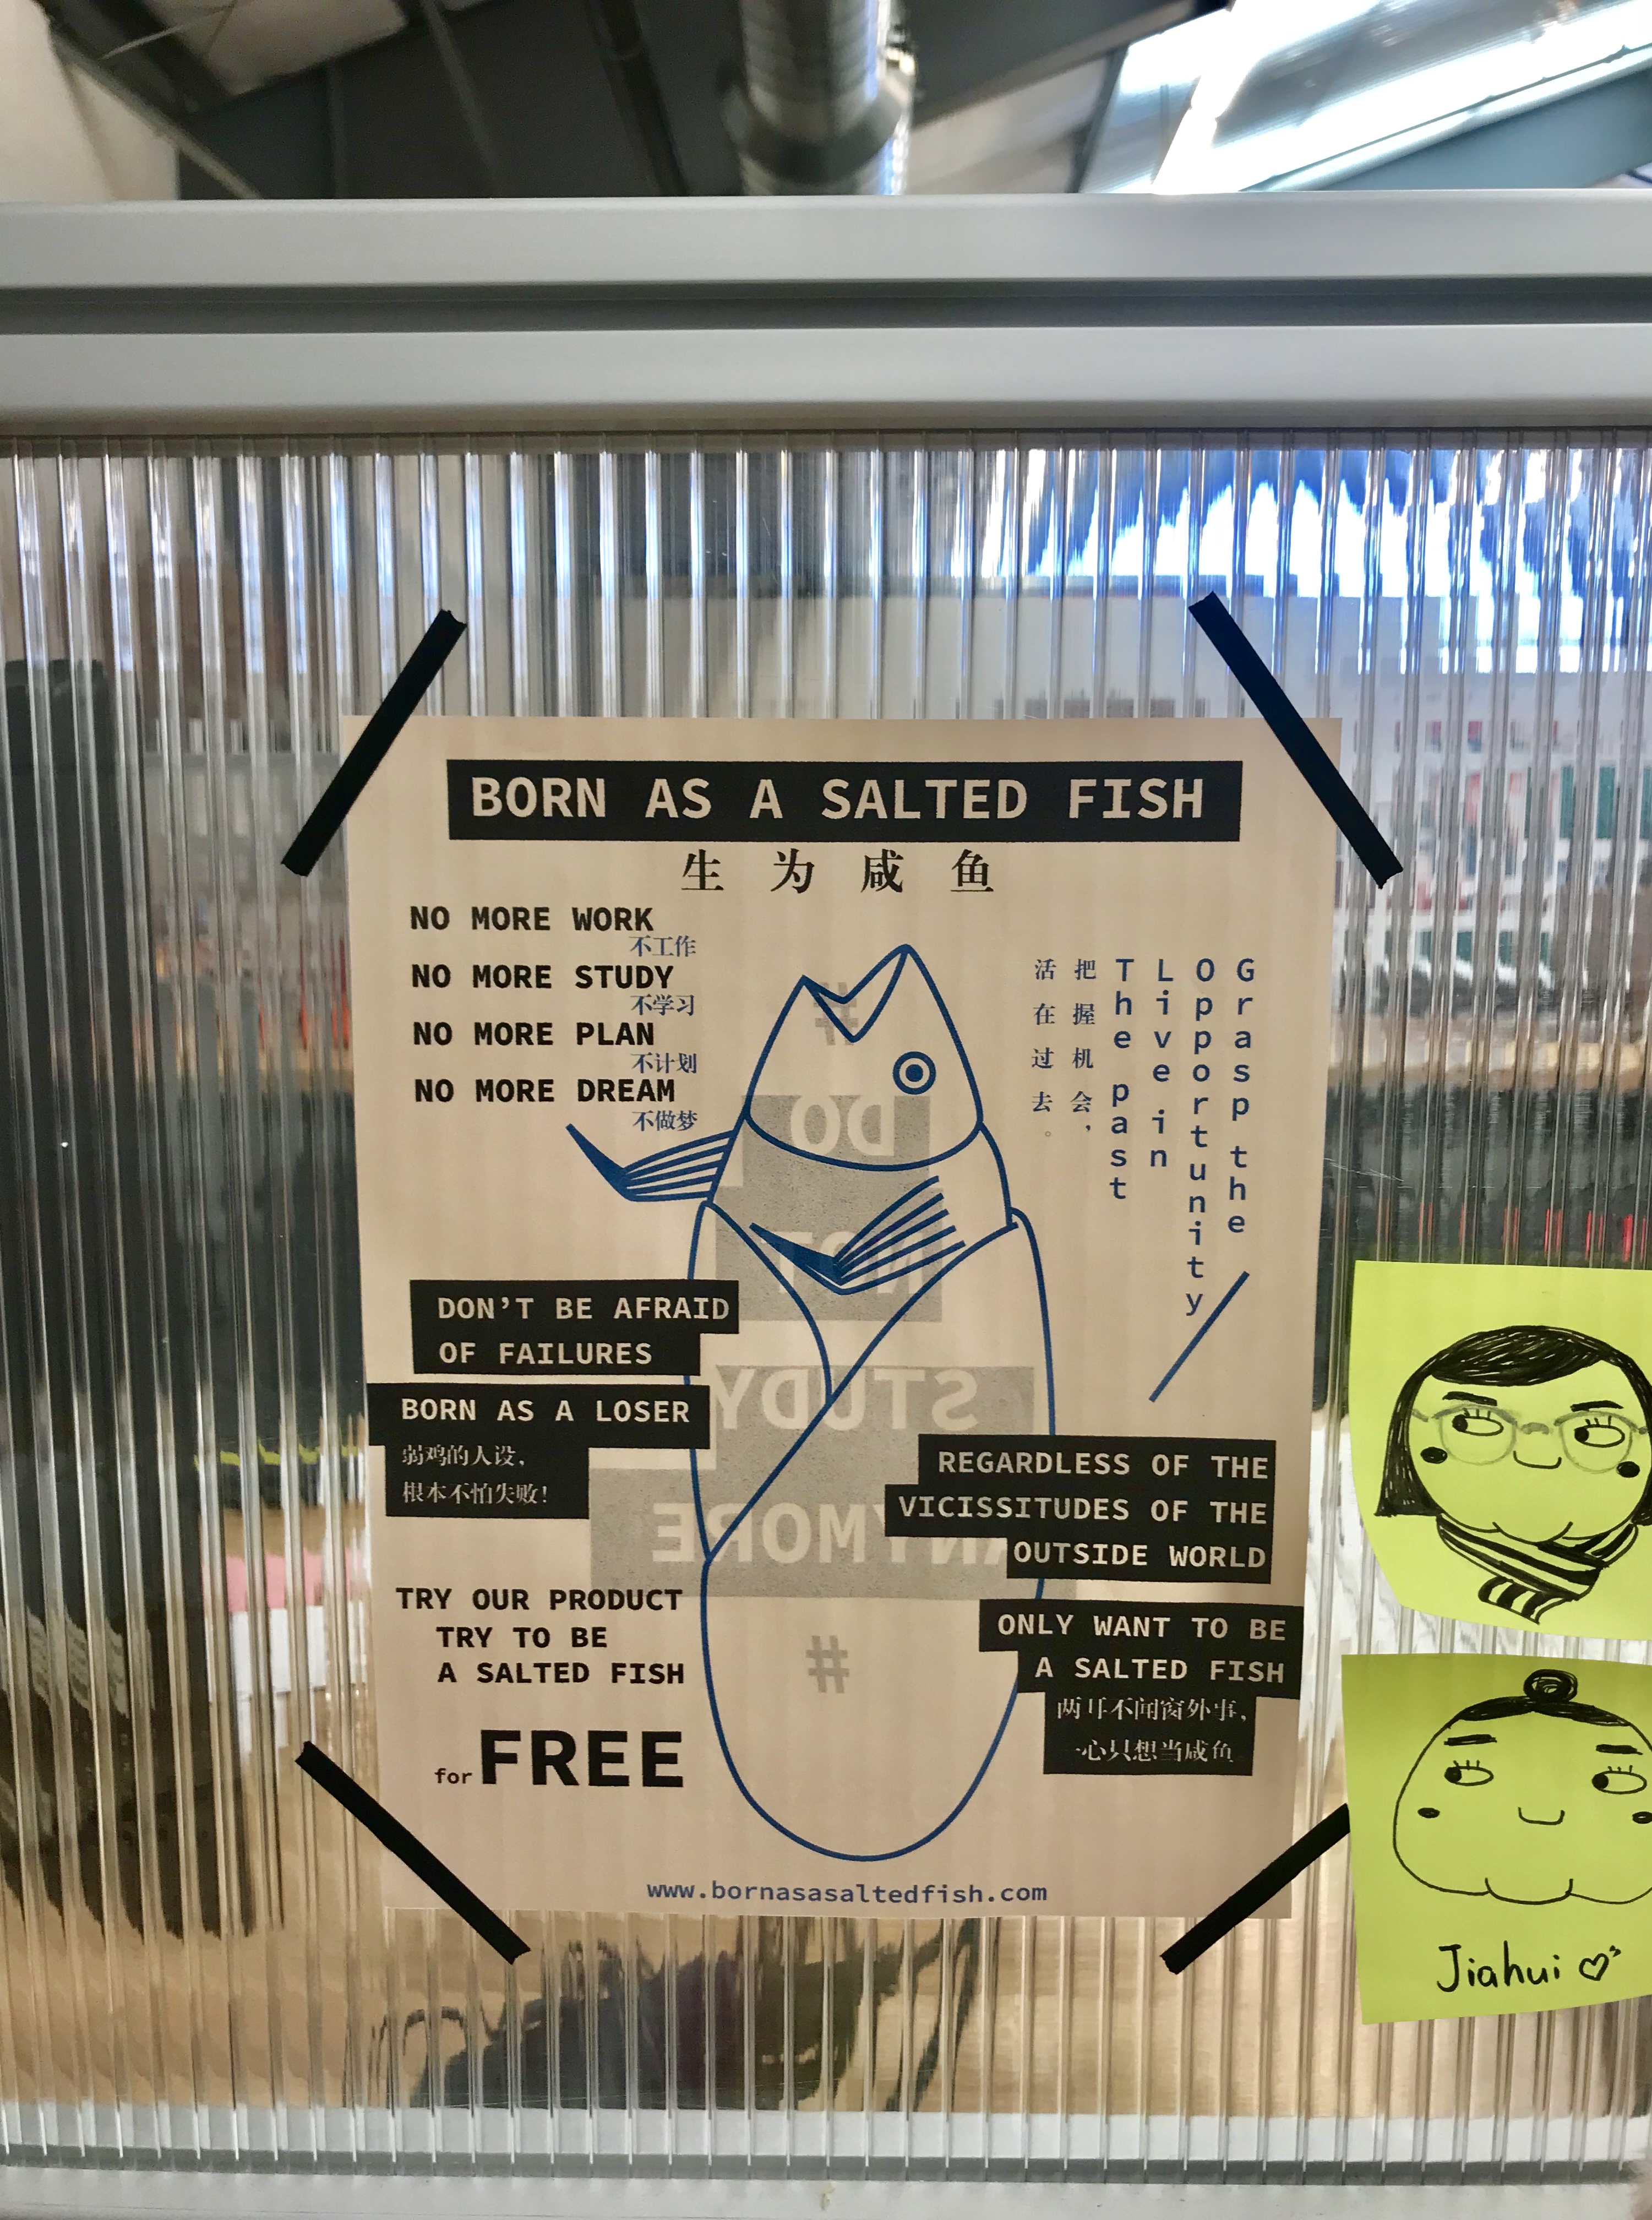 BORN AS A SALTED FISH
生为咸鱼
NO MORE WORK
不工作
NO MORE STUDY
不学习
NO MORE PLAN
不计划
NO MORE DREAM
不做梦
Grasp the
Opportunity
Live in
The past
把握机会，
活在过去。
#
DO
NOT
STUDY
ANYMORE
#
DON'T BE AFRAID
OF FAILURES
BORN AS A LOSER
弱鸡的人设，
根本不怕失败！
REGARDLESS OF THE
VICISSITUDES OF THE
OUTSIDE WORLD
ONLY WANT TO BE
A SALTED FISH
两耳不闻窗外事，
一心只想当咸鱼
TRY OUR PRODUCT
TRY TO BE
A SALTED FISH
for FREE
www.bornasasaltedfish.com
Jiahui